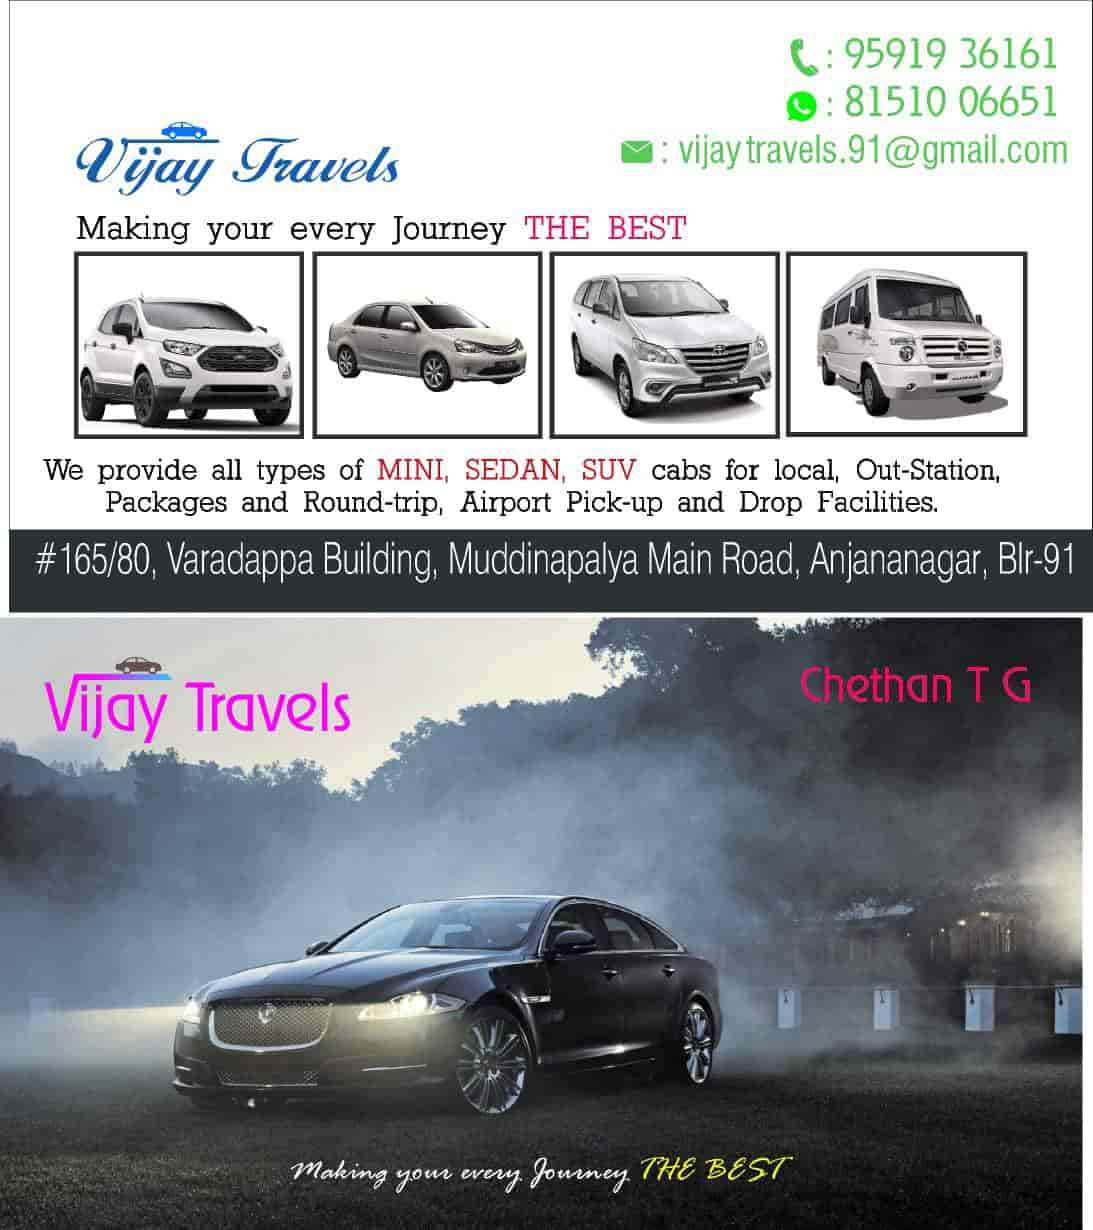 : 95919 36161
: 81510 06651
: vijaytravels.91@gmail.com
Vijay Travels
Making your every Journey THE BEST
We provide all types of MINI, SEDAN, SUV cabs for local, Out-Station,
Packages and Round-trip, Airport Pick-up and Drop Facilities.
#165/80, Varadappa Building, Muddinapalya Main Road, Anjananagar, Blr-91
Vijay Travels
Chethan T G
Making your every Journey THE BEST